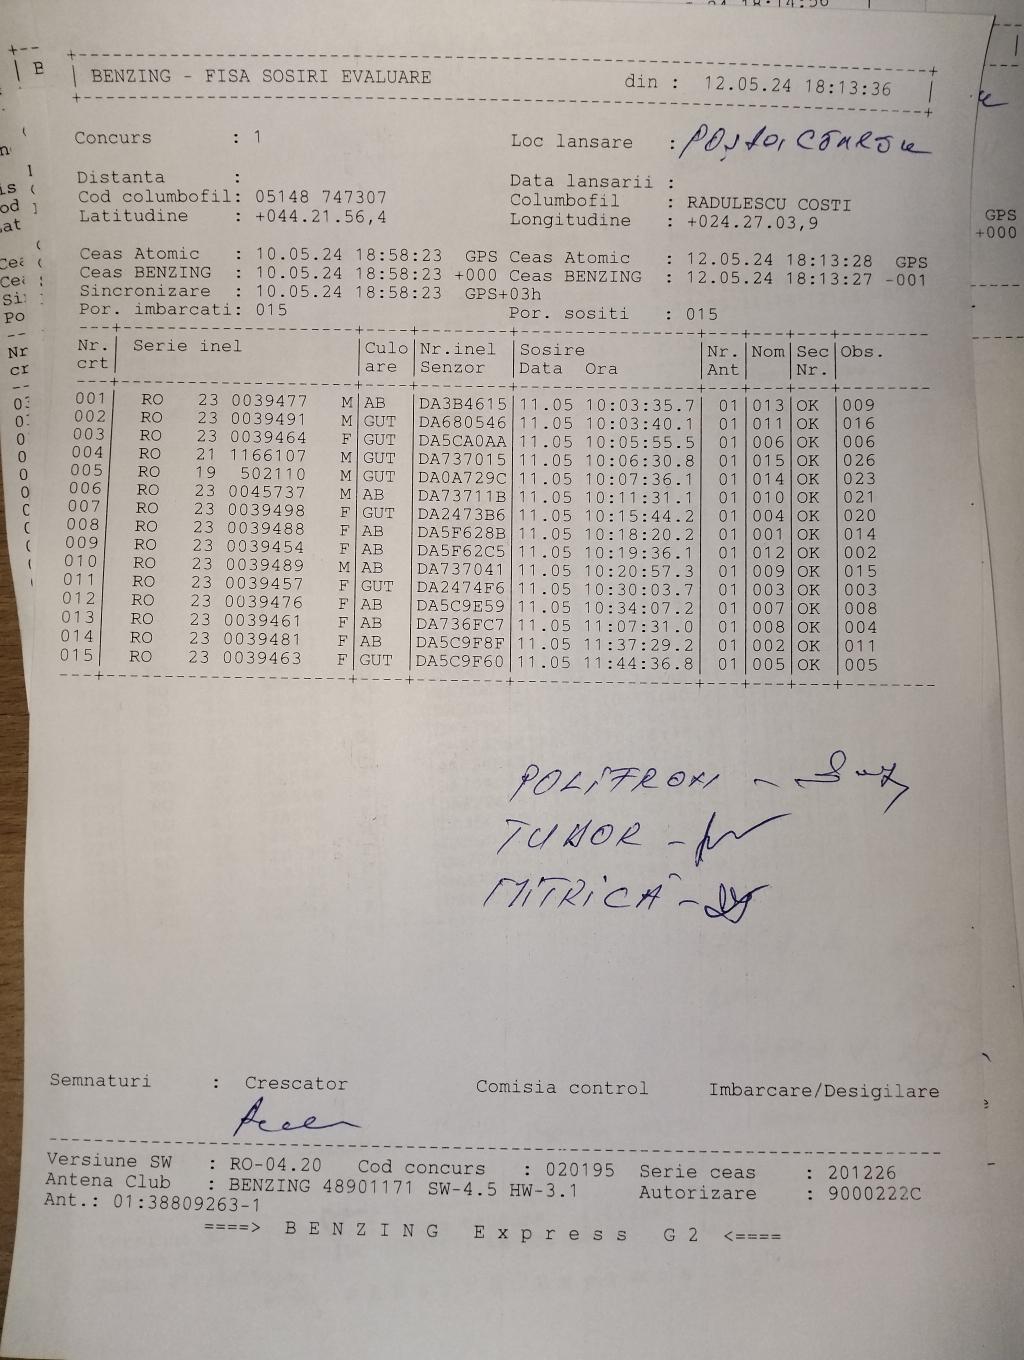 BENZING - FISA SOSIRI EVALUARE din : 12.05.24 18:13:36
Concurs : 1 Loc lansare :
Distanta : Data lansarii :
Cod columbofil: 05148 747307 Columbofil : RADULESCU COSTI
Latitudine : +044.21.56,4 Longitudine : +024.27.03,9
Ceas Atomic : 10.05.24 18:58:23 GPS Ceas Atomic : 12.05.24 18:13:28 GPS
Ceas BENZING : 10.05.24 18:58:23 +000 Ceas BENZING : 12.05.24 18:13:27 -001
Sincronizare : 10.05.24 18:58:23 GPS+03h
Por. imbarcati: 015 Por. sositi : 015
Nr. Serie inel Culo Nr.inel Sosire Nr. Nom Sec Obs.
crt are Senzor Data Ora Ant Nr.
001 RO 23 0039477 M AB DA3B4615 11.05 10:03:35.7 01 013 OK 009
002 RO 23 0039491 M GUT DA680546 11.05 10:03:40.1 01 011 OK 016
003 RO 23 0039464 F GUT DA5CA0AA 11.05 10:05:55.5 01 006 OK 006
004 RO 21 1166107 M GUT DA737015 11.05 10:06:30.8 01 015 OK 026
005 RO 19 502110 M GUT DA0A729C 11.05 10:07:36.1 01 014 OK 023
006 RO 23 0045737 M AB DA73711B 11.05 10:11:31.1 01 010 OK 021
007 RO 23 0039498 F GUT DA2473B6 11.05 10:15:44.2 01 004 OK 020
008 RO 23 0039488 F AB DA5F628B 11.05 10:18:20.2 01 001 OK 014
009 RO 23 0039454 F AB DA5F62C5 11.05 10:19:36.1 01 012 OK 002
010 RO 23 0039489 M AB DA737041 11.05 10:20:57.3 01 009 OK 015
011 RO 23 0039457 F GUT DA2474F6 11.05 10:30:03.7 01 003 OK 003
012 RO 23 0039476 F AB DA5C9E59 11.05 10:34:07.2 01 007 OK 008
013 RO 23 0039461 F AB DA736FC7 11.05 11:07:31.0 01 008 OK 004
014 RO 23 0039481 F AB DA5C9F8F 11.05 11:37:29.2 01 002 OK 011
015 RO 23 0039463 F GUT DA5C9F60 11.05 11:44:36.8 01 005 OK 005
TUDOR -
MITRICĂ -
Semnaturi : Crescator Comisia control Imbarcare/Desigilare
Versiune SW : RO-04.20 Cod concurs : 020195 Serie ceas : 201226
Antena Club : BENZING 48901171 SW-4.5 HW-3.1 Autorizare : 9000222C
Ant.: 01:38809263-1
====> B E N Z I N G E x p r e s s G 2 <====